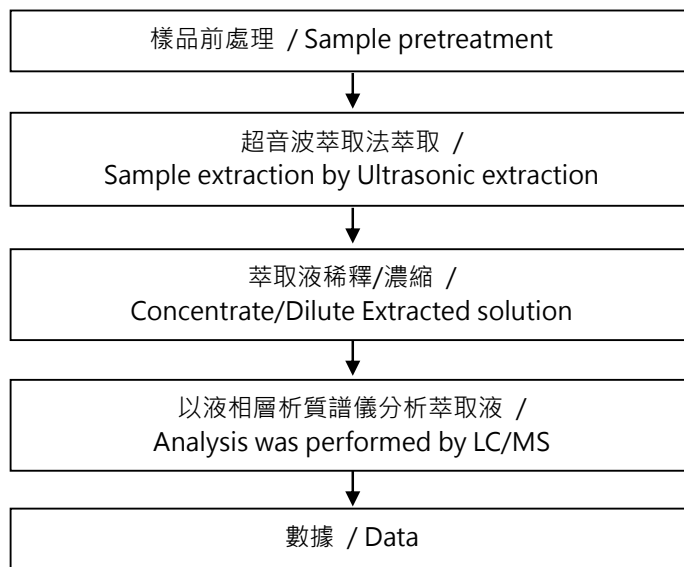 樣品前處理 / Sample pretreatment
超音波萃取法萃取 /
Sample extraction by Ultrasonic extraction
萃取液稀釋/濃縮 /
Concentrate/Dilute Extracted solution
以液相層析質譜儀分析萃取液 /
Analysis was performed by LC/MS
數據 / Data